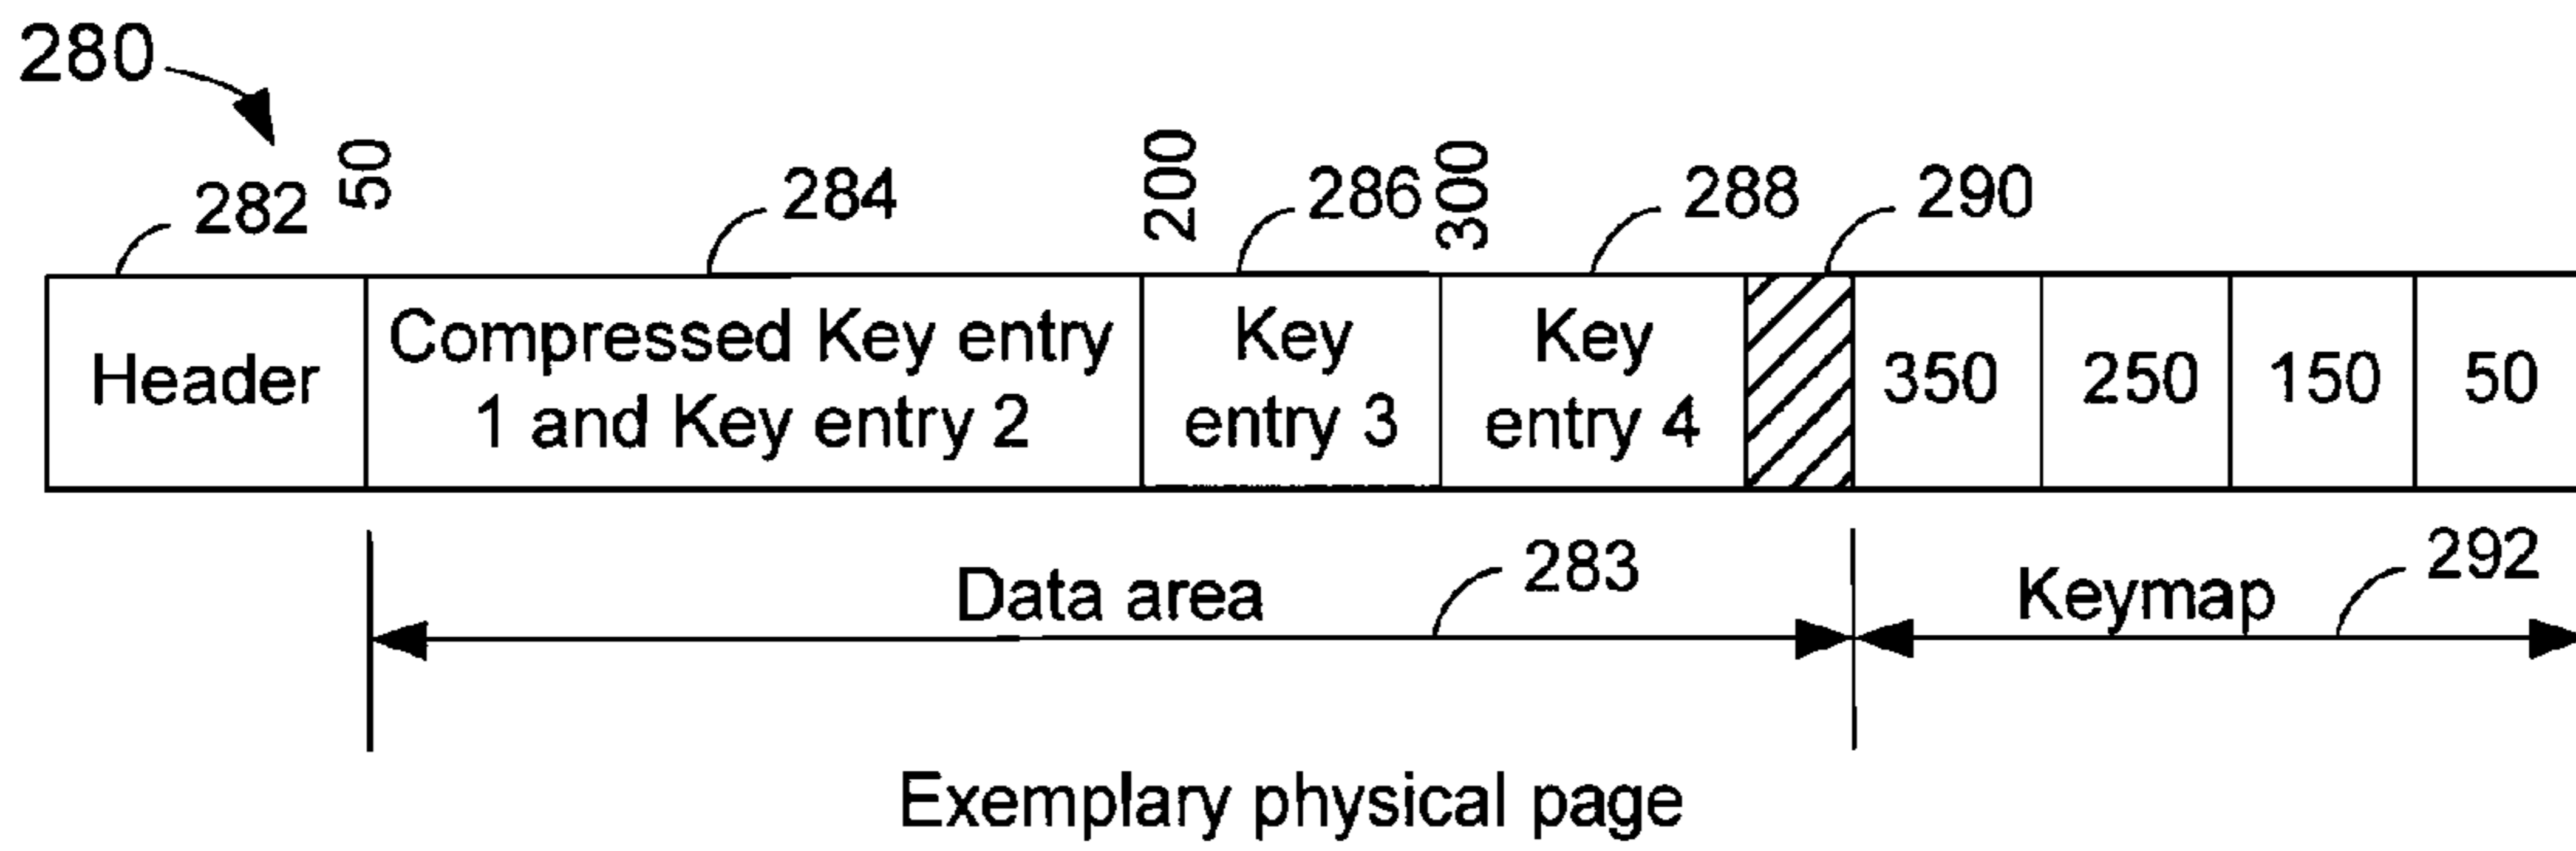 280
50
200
300
282
284
286
288
290
Header
Compressed Key entry
1 and Key entry 2
Key
entry 3
Key
entry 4
350
250
150
50
283
292
Data area
Keymap
Exemplary physical page